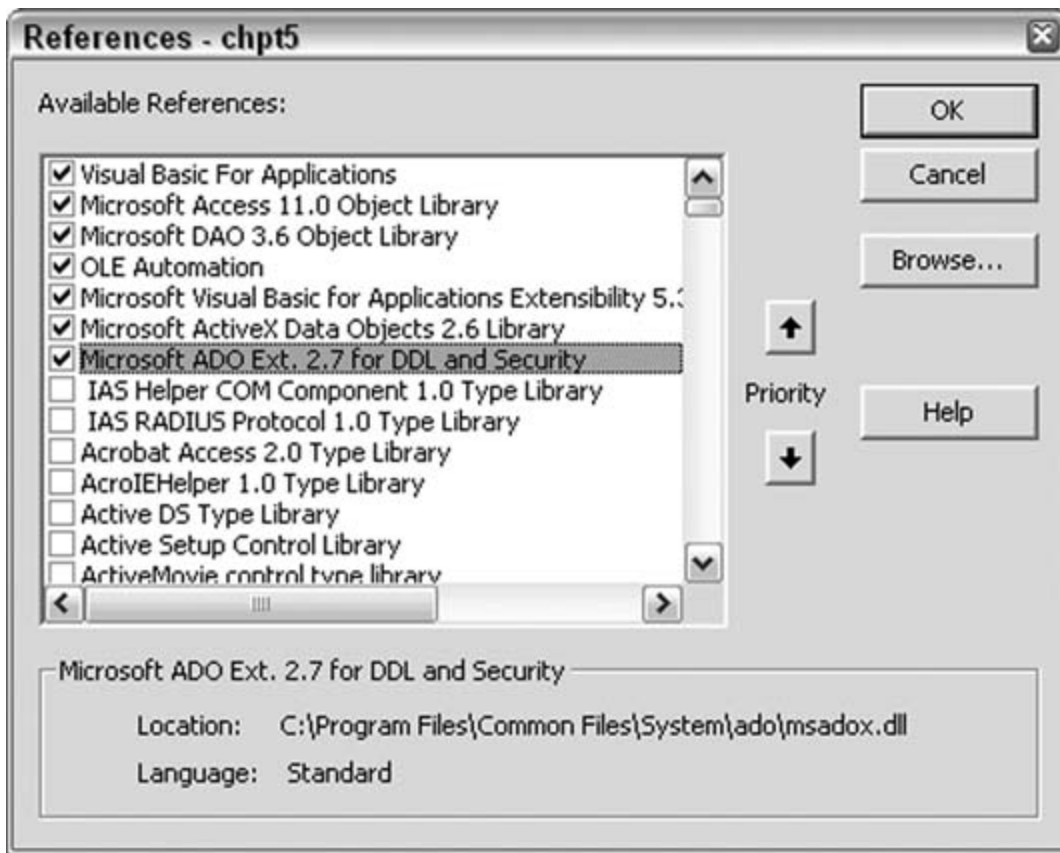 References - chpt5
Available References:
Visual Basic For Applications
Microsoft Access 11.0 Object Library
Microsoft DAO 3.6 Object Library
OLE Automation
Microsoft Visual Basic for Applications Extensibility 5.3
Microsoft ActiveX Data Objects 2.6 Library
Microsoft ADO Ext. 2.7 for DDL and Security
IAS Helper COM Component 1.0 Type Library
IAS RADIUS Protocol 1.0 Type Library
Acrobat Access 2.0 Type Library
AcroIEHelper 1.0 Type Library
Active DS Type Library
Active Setup Control Library
ActiveMovie control type library
OK
Cancel
Browse...
Priority
Help
Microsoft ADO Ext. 2.7 for DDL and Security
Location: C:\Program Files\Common Files\System\ado\msadox.dll
Language: Standard